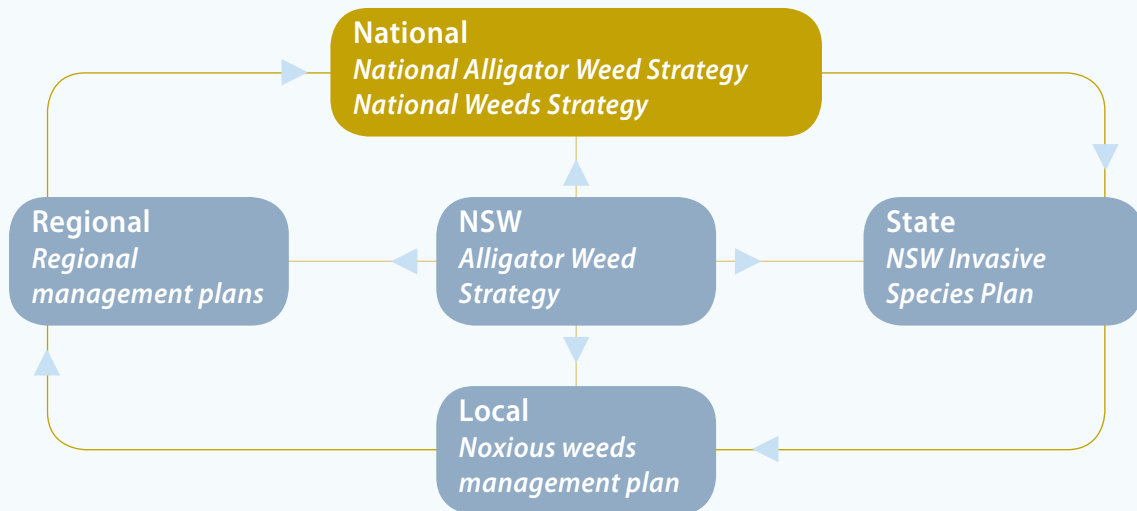 National
National Alligator Weed Strategy
National Weeds Strategy
Regional
Regional
management plans
NSW
Alligator Weed
Strategy
State
NSW Invasive
Species Plan
Local
Noxious weeds
management plan